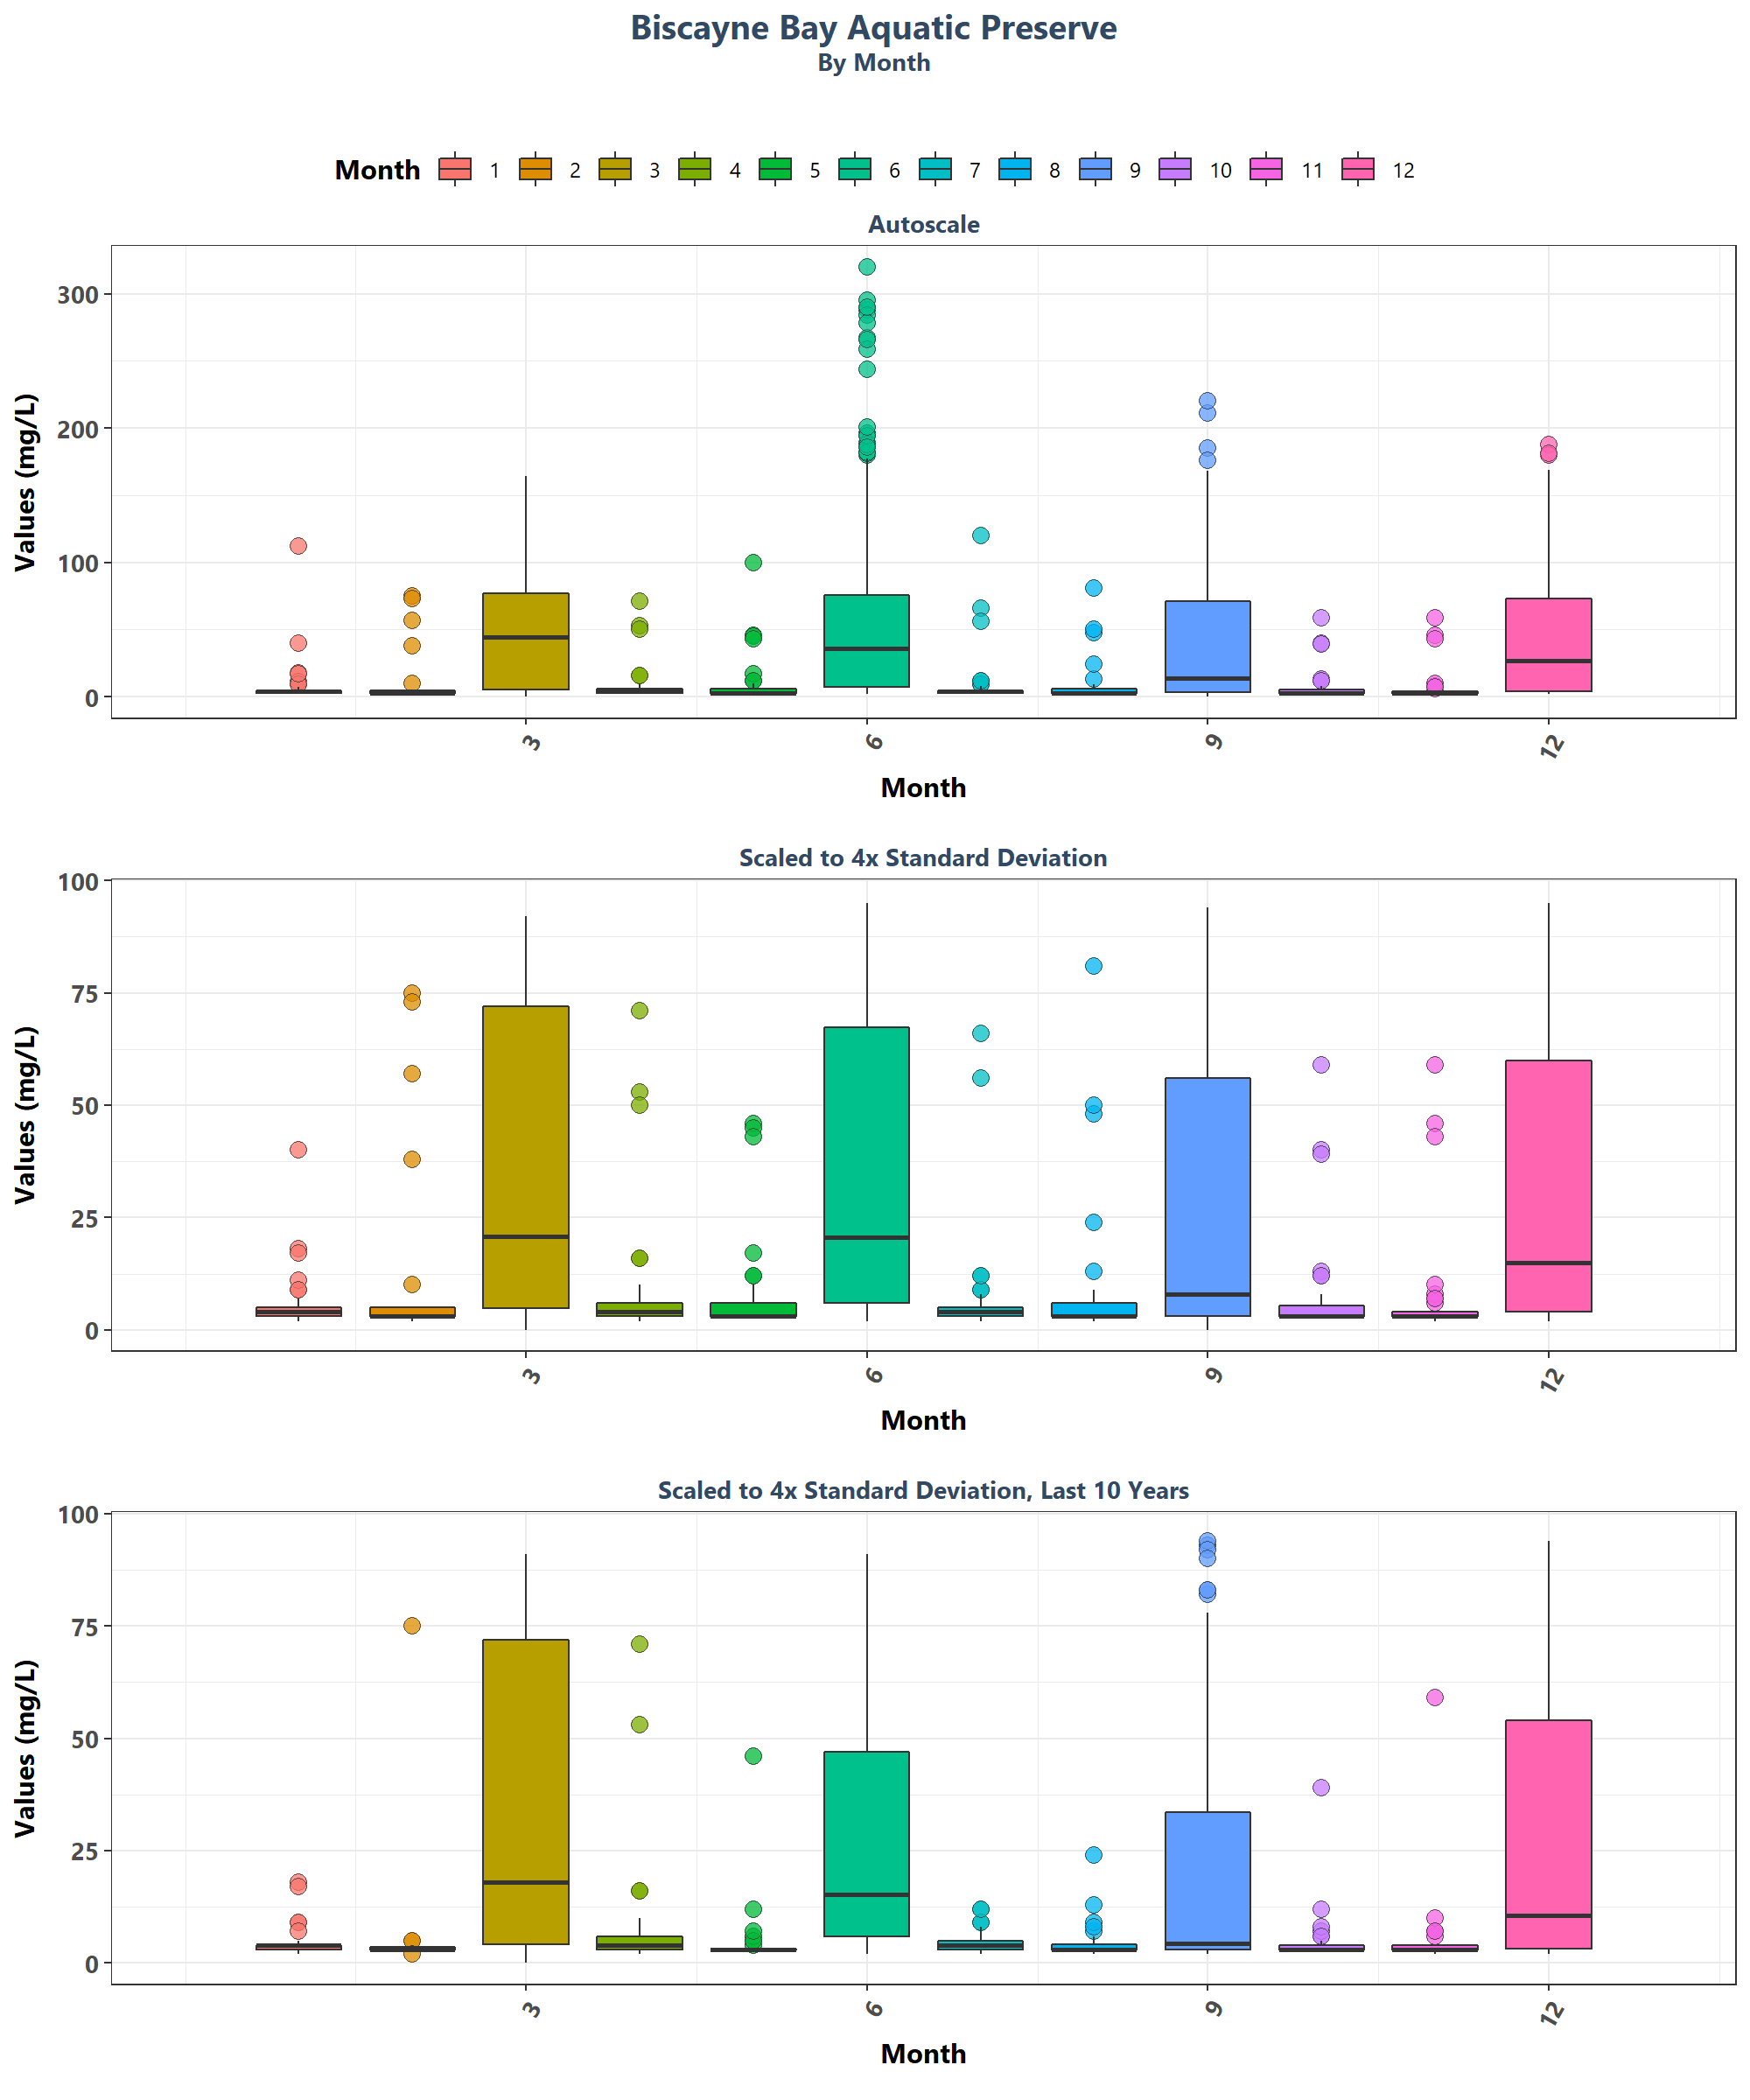 Biscayne Bay Aquatic Preserve
By Month
Month 1 2 3 4 5 6 7 8 9 10 11 12
Autoscale
Values (mg/L)
300
200
100
0
3 6 9 12
Month
Scaled to 4x Standard Deviation
Values (mg/L)
100
75
50
25
0
3 6 9 12
Month
Scaled to 4x Standard Deviation, Last 10 Years
Values (mg/L)
100
75
50
25
0
3 6 9 12
Month